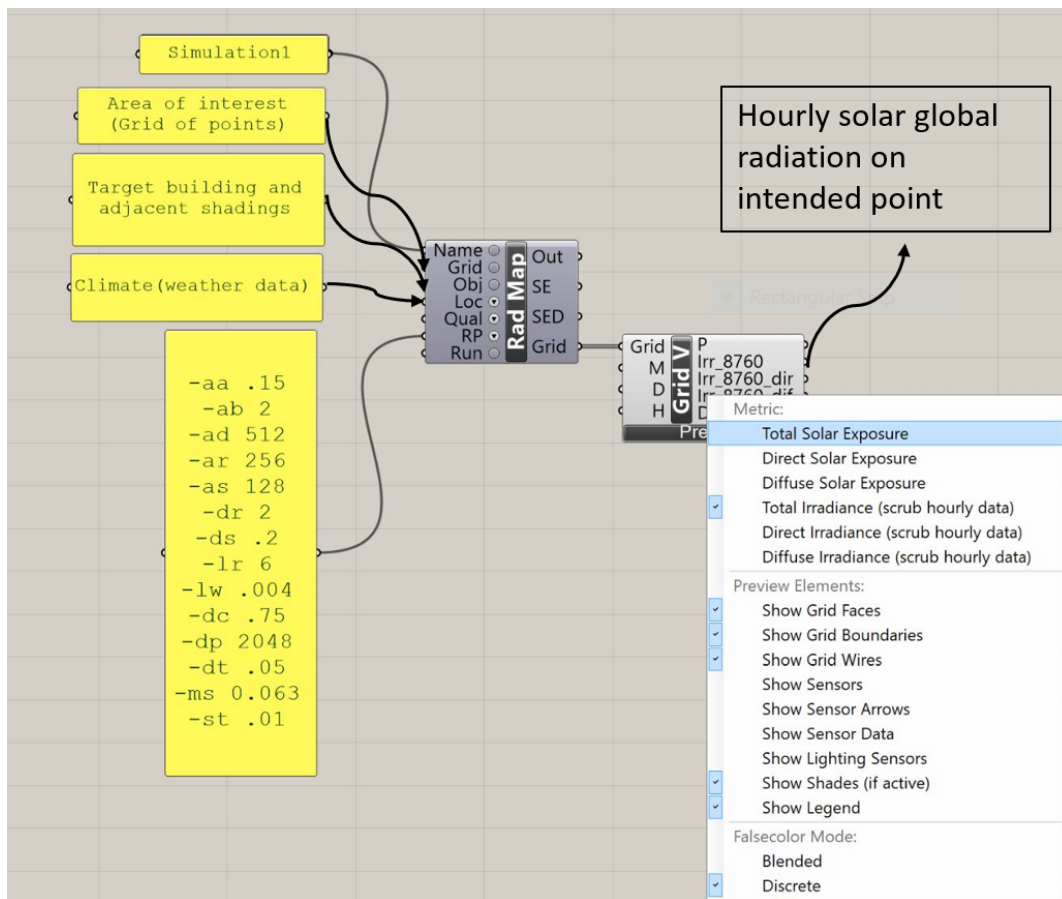 Simulation1
Area of interest
(Grid of points)
Target building and
adjacent shadings
Climate(weather data)
-aa .15
-ab 2
-ad 512
-ar 256
-as 128
-dr 2
-ds .2
-lr 6
-lw .004
-dc .75
-dp 2048
-dt .05
-ms 0.063
-st .01
Name
Grid
Obj
Loc
Qual
RP
Run
Rad Map
Out
SE
SED
Grid
Hourly solar global
radiation on
intended point
Grid
M
D
H
Grid V
P
Irr_8760
Irr_8760_dir
Irr_8760_dif
D
Pre
Metric:
Total Solar Exposure
Direct Solar Exposure
Diffuse Solar Exposure
Total Irradiance (scrub hourly data)
Direct Irradiance (scrub hourly data)
Diffuse Irradiance (scrub hourly data)
Preview Elements:
Show Grid Faces
Show Grid Boundaries
Show Grid Wires
Show Sensors
Show Sensor Arrows
Show Sensor Data
Show Lighting Sensors
Show Shades (if active)
Show Legend
Falsecolor Mode:
Blended
Discrete